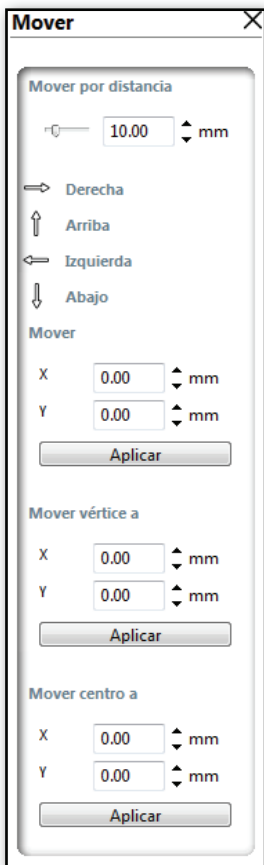 Mover
Mover por distancia
10.00 mm
Derecha
Arriba
Izquierda
Abajo
Mover
X 0.00 mm
Y 0.00 mm
Aplicar
Mover vértice a
X 0.00 mm
Y 0.00 mm
Aplicar
Mover centro a
X 0.00 mm
Y 0.00 mm
Aplicar